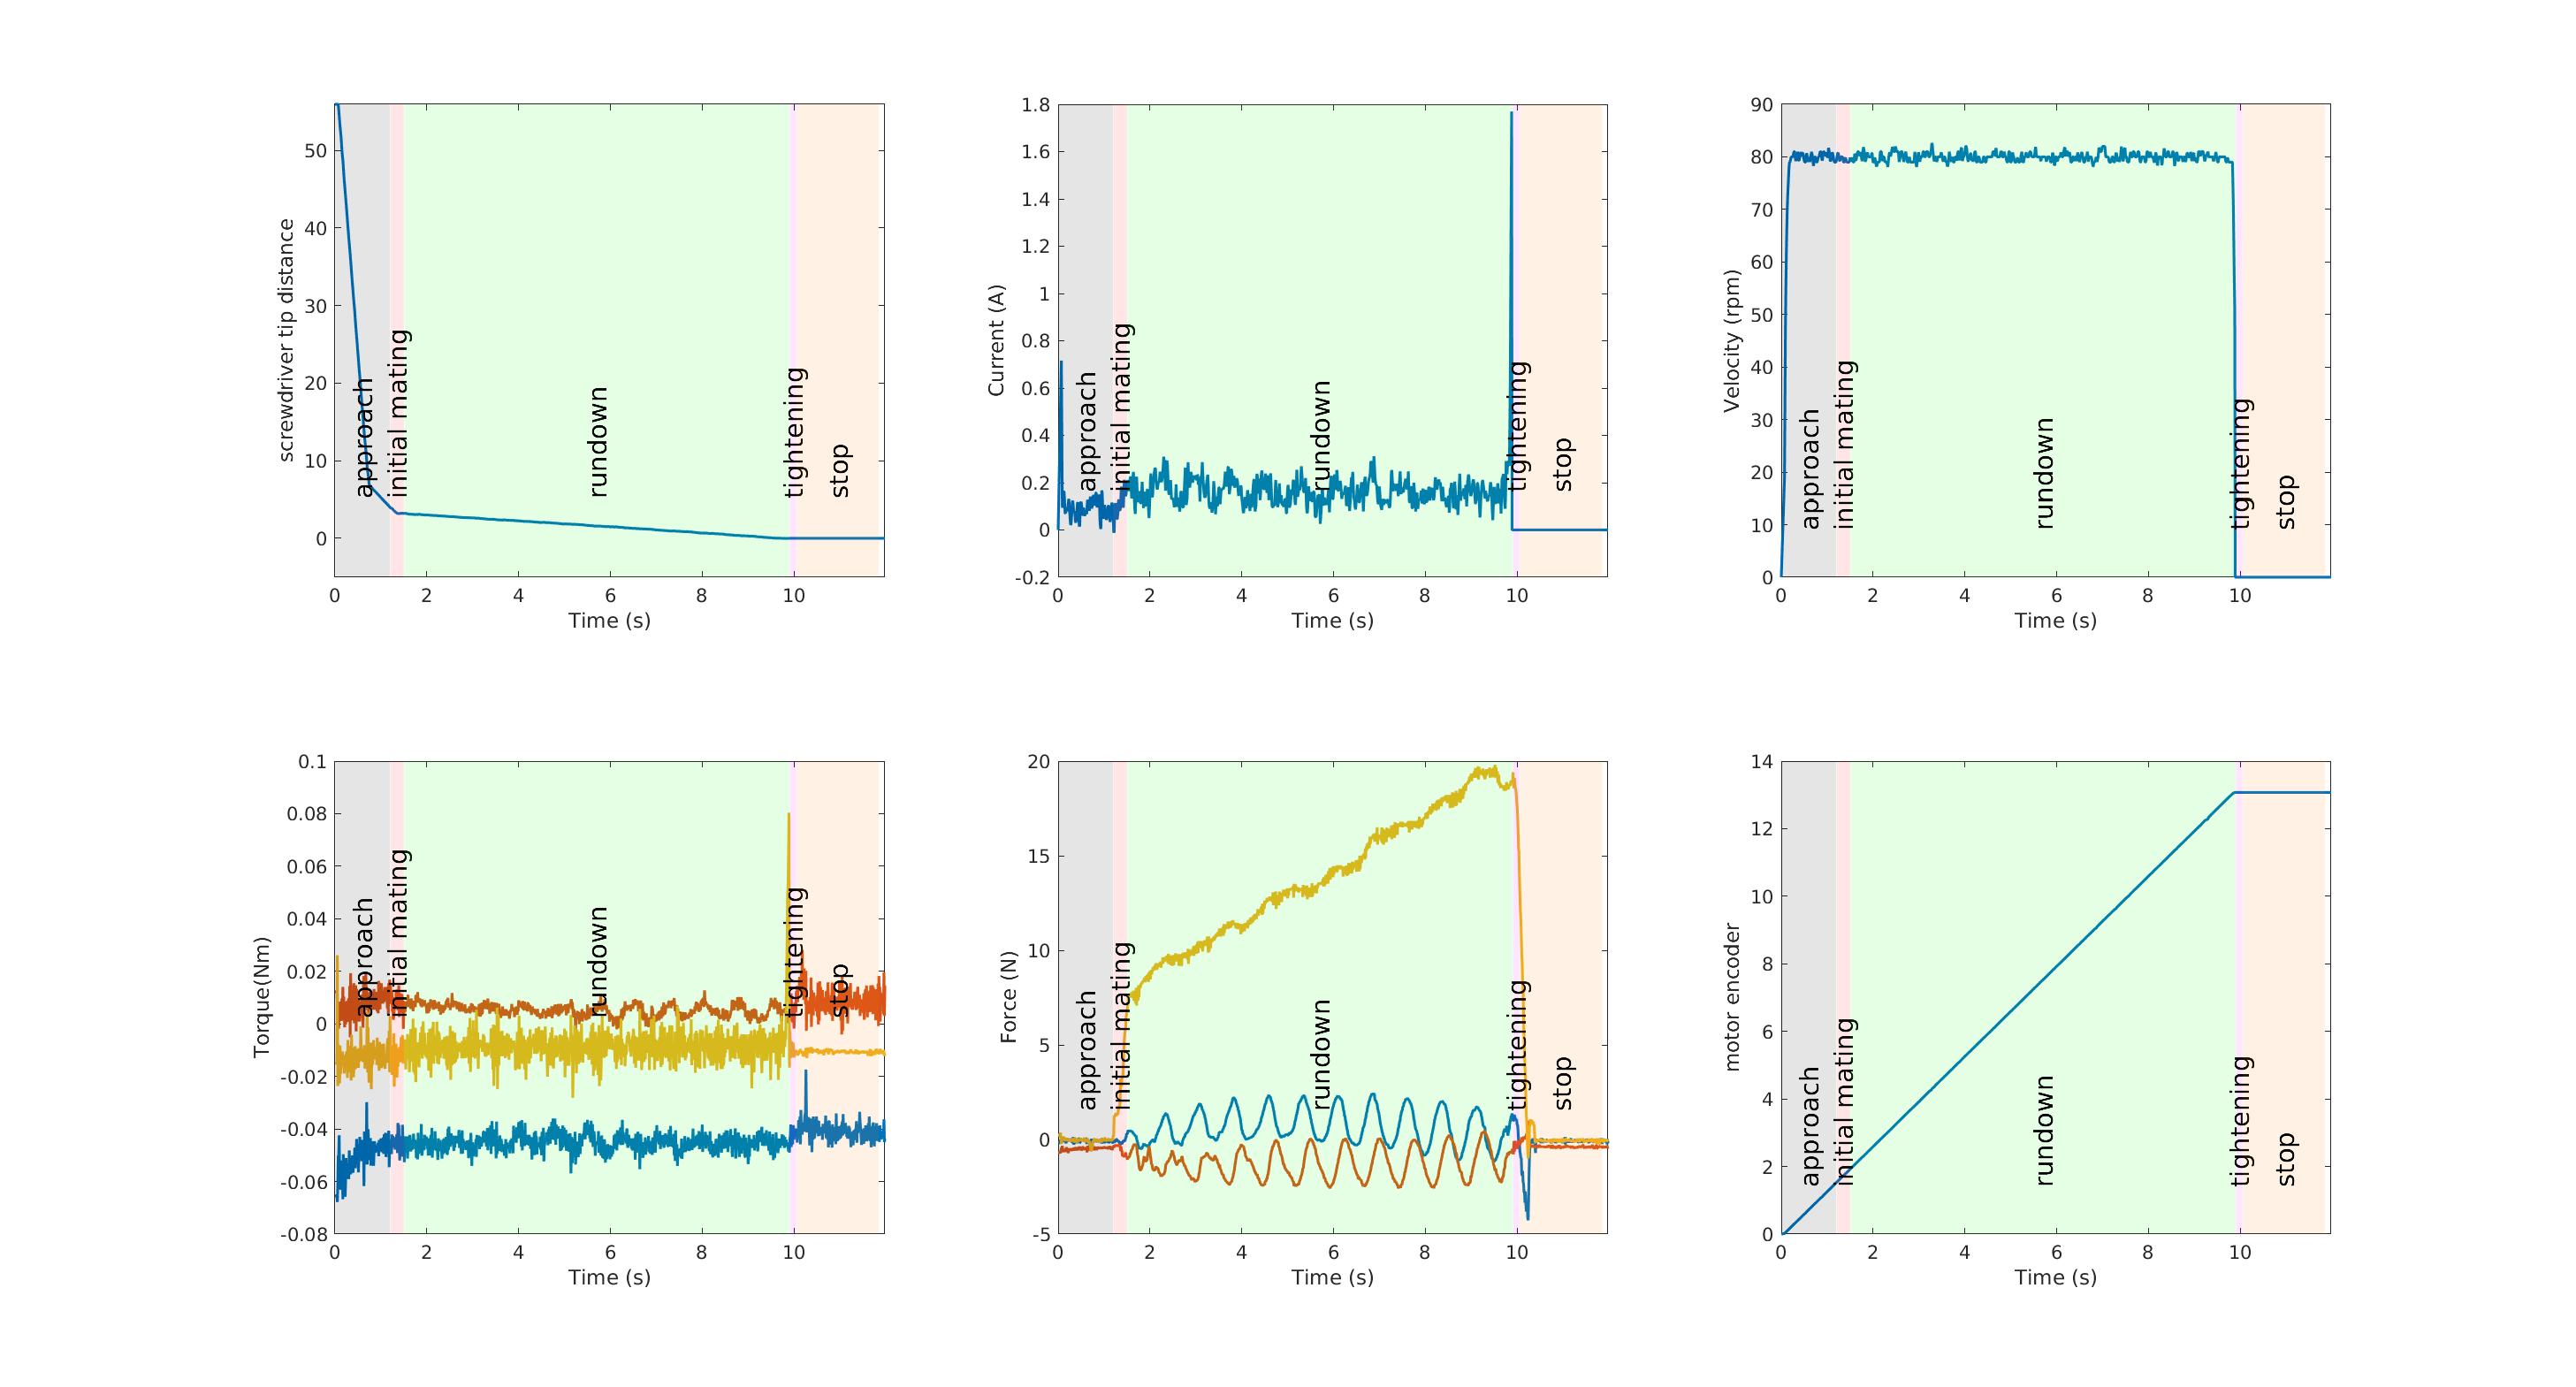 screwdriver tip distance
50
40
30
20
10
0
approach
initial mating
rundown
tightening
stop
0 2 4 6 8 10
Time (s)
Current (A)
1.8
1.6
1.4
1.2
1
0.8
0.6
0.4
0.2
0
-0.2
approach
initial mating
rundown
tightening
stop
0 2 4 6 8 10
Time (s)
Velocity (rpm)
90
80
70
60
50
40
30
20
10
0
approach
initial mating
rundown
tightening
stop
0 2 4 6 8 10
Time (s)
Torque(Nm)
0.1
0.08
0.06
0.04
0.02
0
-0.02
-0.04
-0.06
-0.08
approach
initial mating
rundown
tightening
stop
0 2 4 6 8 10
Time (s)
Force (N)
20
15
10
5
0
-5
approach
initial mating
rundown
tightening
stop
0 2 4 6 8 10
Time (s)
motor encoder
14
12
10
8
6
4
2
0
approach
initial mating
rundown
tightening
stop
0 2 4 6 8 10
Time (s)